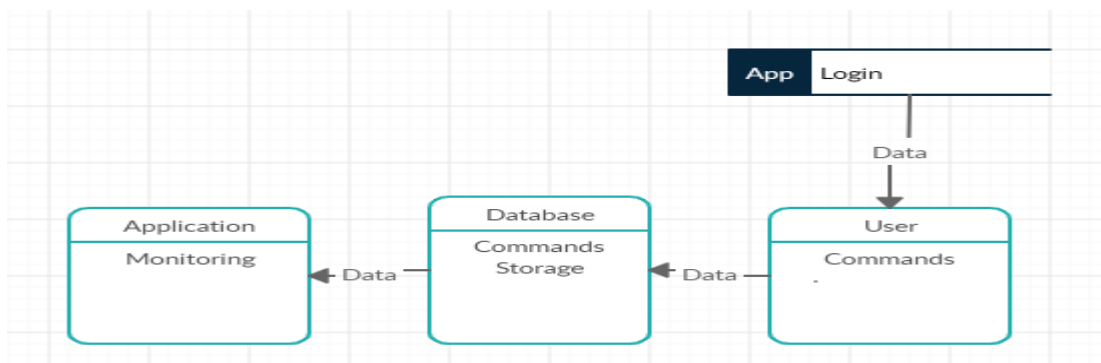 App Login
Data
Application
Monitoring
Data
Database
Commands
Storage
Data
User
Commands
.